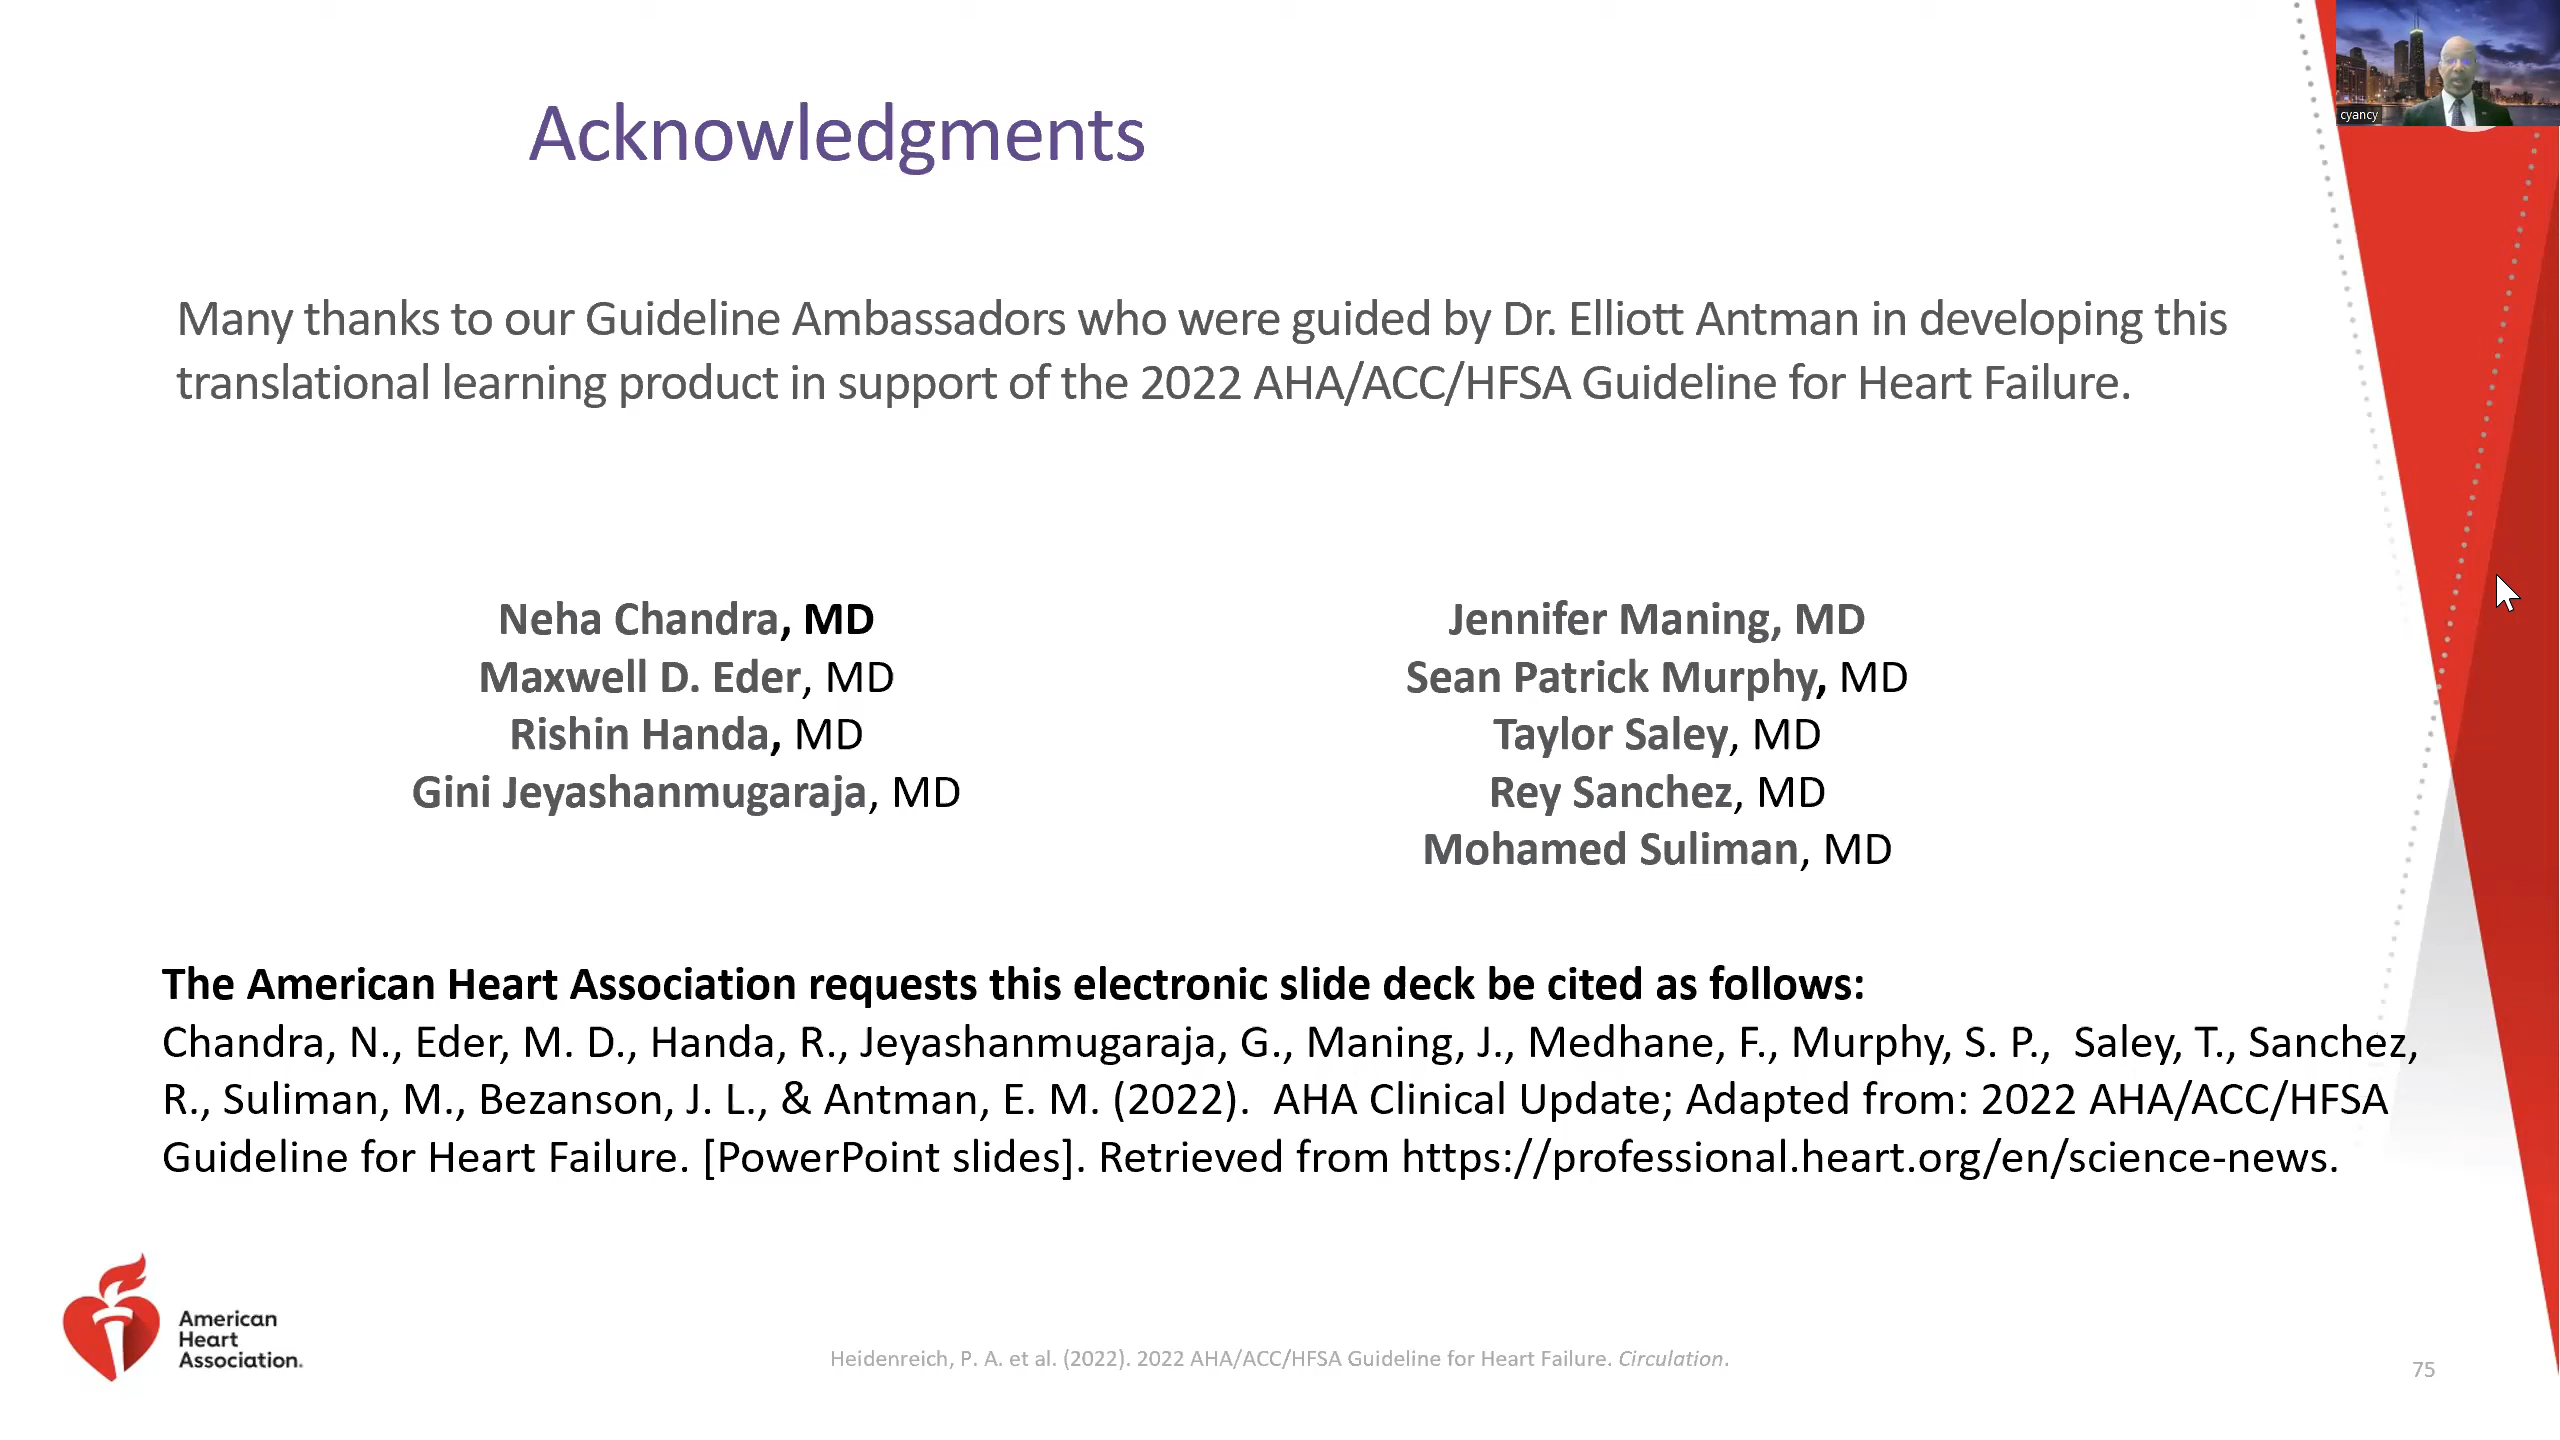 cyancy
Acknowledgments
Many thanks to our Guideline Ambassadors who were guided by Dr. Elliott Antman in developing this
translational learning product in support of the 2022 AHA/ACC/HFSA Guideline for Heart Failure.
Neha Chandra, MD
Maxwell D. Eder, MD
Rishin Handa, MD
Gini Jeyashanmugaraja, MD
Jennifer Maning, MD
Sean Patrick Murphy, MD
Taylor Saley, MD
Rey Sanchez, MD
Mohamed Suliman, MD
The American Heart Association requests this electronic slide deck be cited as follows:
Chandra, N., Eder, M. D., Handa, R., Jeyashanmugaraja, G., Maning, J., Medhane, F., Murphy, S. P.,  Saley, T., Sanchez,
R., Suliman, M., Bezanson, J. L., & Antman, E. M. (2022).  AHA Clinical Update; Adapted from: 2022 AHA/ACC/HFSA
Guideline for Heart Failure. [PowerPoint slides]. Retrieved from https://professional.heart.org/en/science-news.
American
Heart
Association.
Heidenreich, P. A. et al. (2022). 2022 AHA/ACC/HFSA Guideline for Heart Failure. Circulation.
75